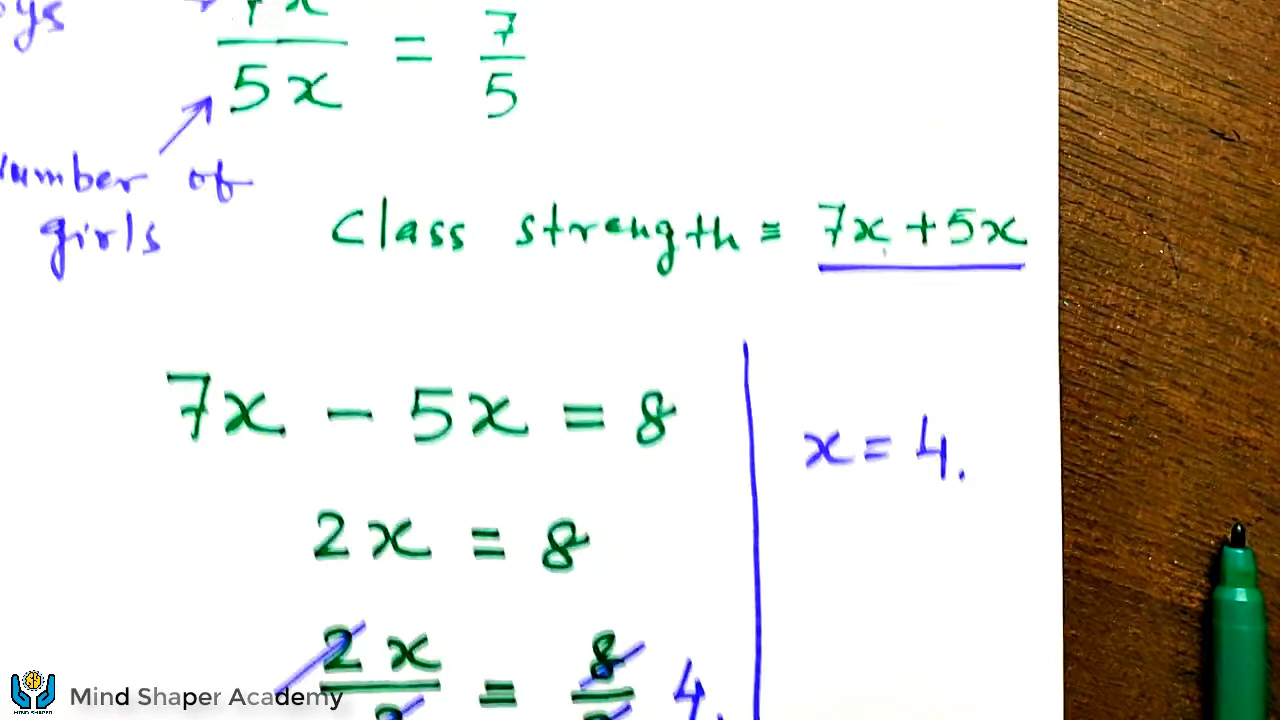 7x
5x = 7/5
number of
girls
Class strength = 7x + 5x
7x - 5x = 8
2x = 8
2x = 8 4.
x = 4.
Mind Shaper Academy